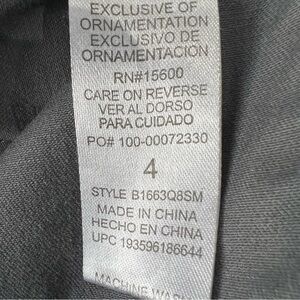 EXCLUSIVE OF
ORNAMENTATION
EXCLUSIVO DE
ORNAMENTACION
RN#15600
CARE ON REVERSE
VER AL DORSO
PARA CUIDADO
PO# 100-00072330
4
STYLE B1663Q8SM
MADE IN CHINA
HECHO EN CHINA
UPC 193596186644
MACHINE WASH